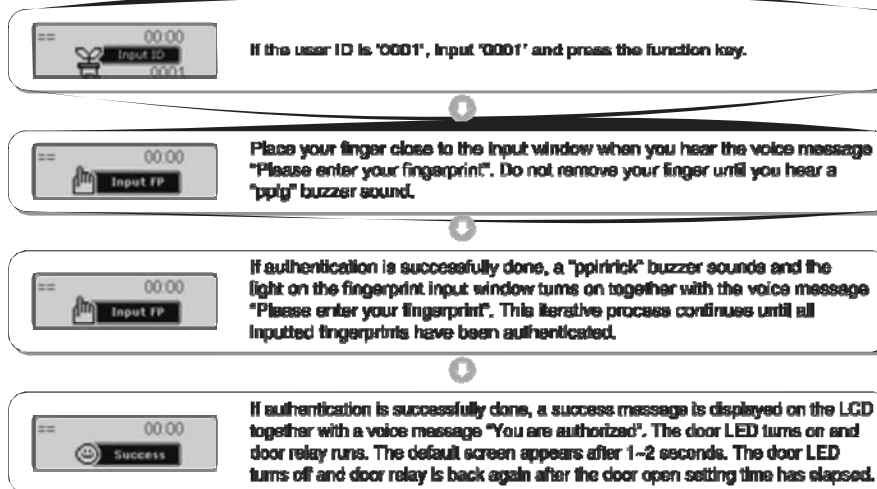 == 00:00
Input ID
0001
If the user ID is "0001", input "0001" and press the function key.
== 00:00
Input FP
Place your finger close to the input window when you hear the voice message
"Please enter your fingerprint". Do not remove your finger until you hear a
"ppig" buzzer sound.
== 00:00
Input FP
If authentication is successfully done, a "ppiririck" buzzer sounds and the
light on the fingerprint input window turns on together with the voice message
"Please enter your fingerprint". This iterative process continues until all
inputted fingerprints have been authenticated.
== 00:00
Success
If authentication is successfully done, a success message is displayed on the LCD
together with a voice message "You are authorized". The door LED turns on and
door relay runs. The default screen appears after 1~2 seconds. The door LED
turns off and door relay is back again after the door open setting time has elapsed.